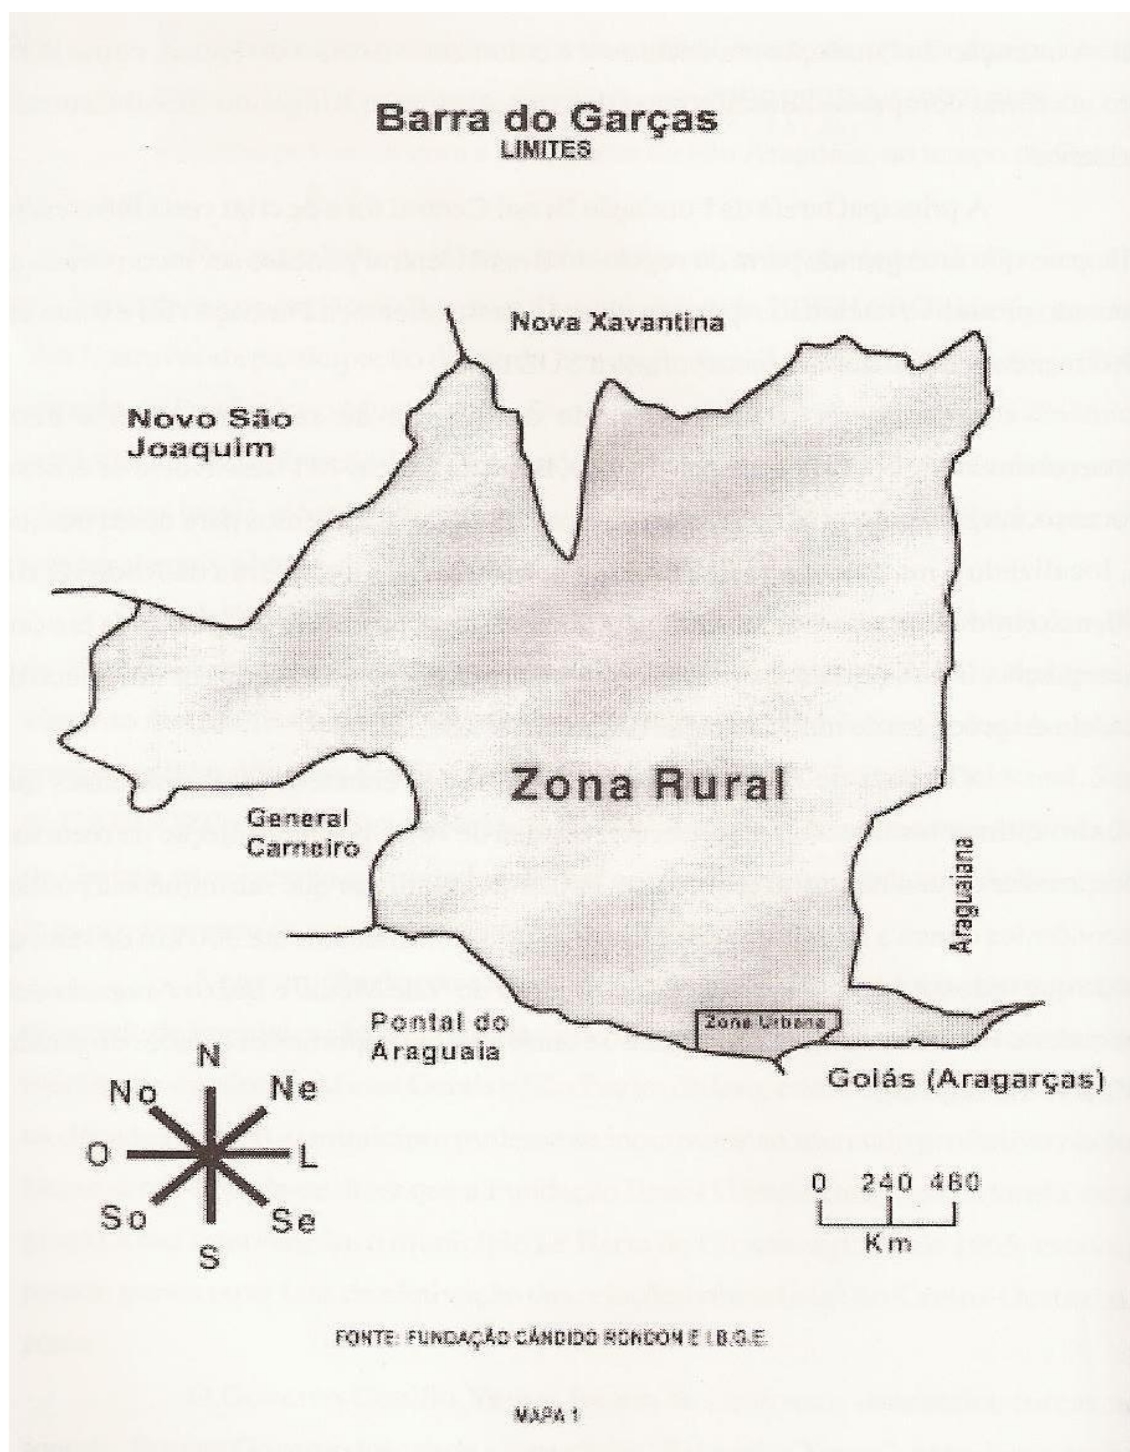 Barra do Garças
LIMITES
Nova Xavantina
Novo São
Joaquim
Zona Rural
General
Carneiro
Araguaiana
Zona Urbana
Pontal do
Araguaia
Goiás (Aragarças)
N
No
Ne
O
L
So
Se
S
0 240 480
Km
FONTE: FUNDAÇÃO CÂNDIDO RONDON E I.B.G.E.
MAPA 1